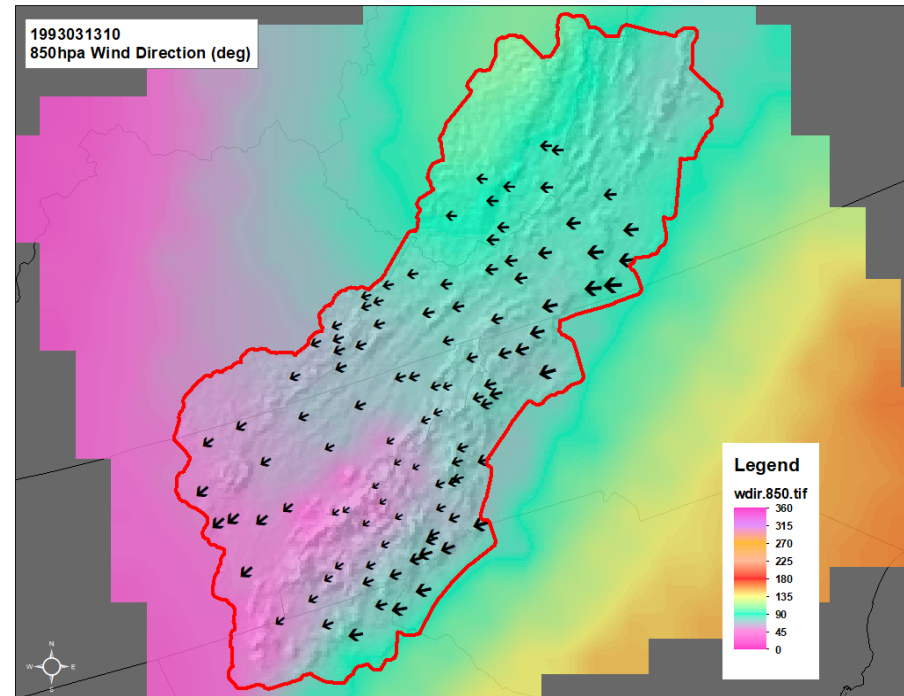 1993031310
850hpa Wind Direction (deg)
N
W E
S
Legend
wdir.850.tif
360
315
270
225
180
135
90
45
0